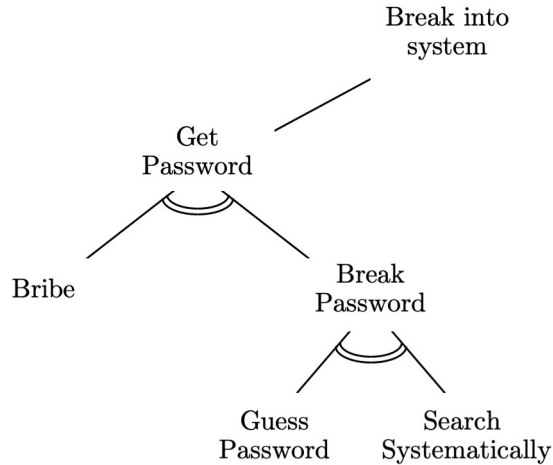 Break into
system
Get
Password
Bribe
Break
Password
Guess
Password
Search
Systematically